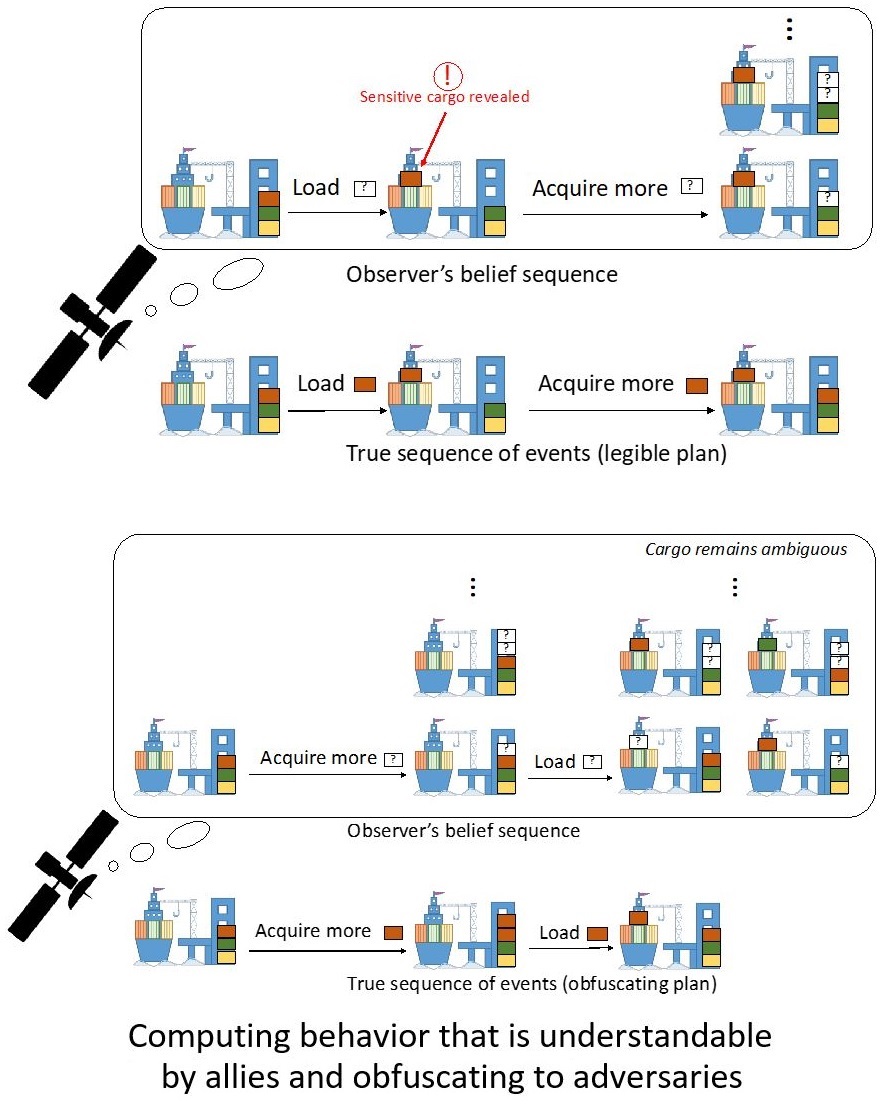 ⋮
!
Sensitive cargo revealed
?
?
Load ?
Acquire more ?
?
Observer's belief sequence
Load
Acquire more
True sequence of events (legible plan)
Cargo remains ambiguous
⋮ ⋮
? ? ?
? ? ?
? ? ?
Acquire more ?
Load ?
Observer's belief sequence
Acquire more
Load
True sequence of events (obfuscating plan)
Computing behavior that is understandable
by allies and obfuscating to adversaries